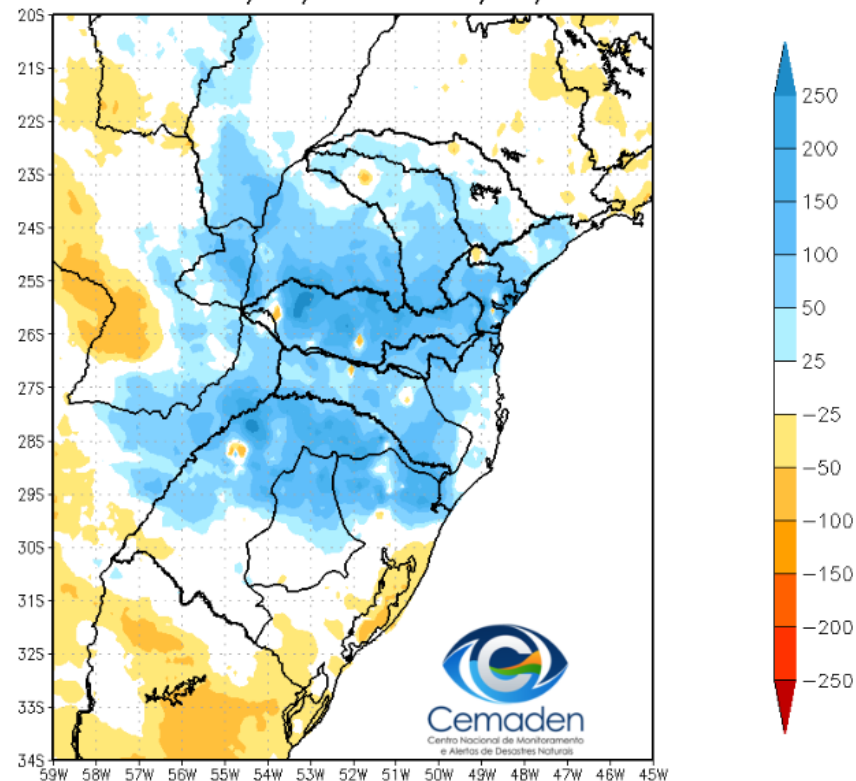 20S
21S
22S
23S
24S
25S
26S
27S
28S
29S
30S
31S
32S
33S
34S
59W 58W 57W 56W 55W 54W 53W 52W 51W 50W 49W 48W 47W 46W 45W
250
200
150
100
50
25
−25
−50
−100
−150
−200
−250
Cemaden
Centro Nacional de Monitoramento
e Alertas de Desastres Naturais